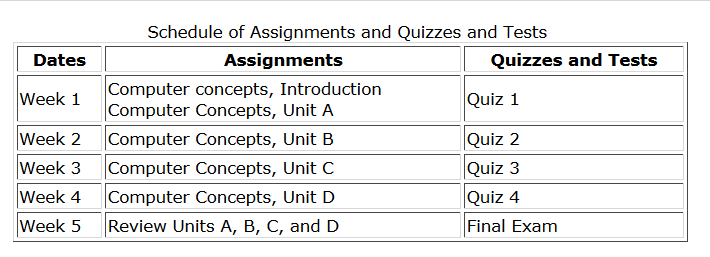 Schedule of Assignments and Quizzes and Tests
Dates Assignments Quizzes and Tests
Week 1 Computer concepts, Introduction
Computer Concepts, Unit A Quiz 1
Week 2 Computer Concepts, Unit B Quiz 2
Week 3 Computer Concepts, Unit C Quiz 3
Week 4 Computer Concepts, Unit D Quiz 4
Week 5 Review Units A, B, C, and D Final Exam